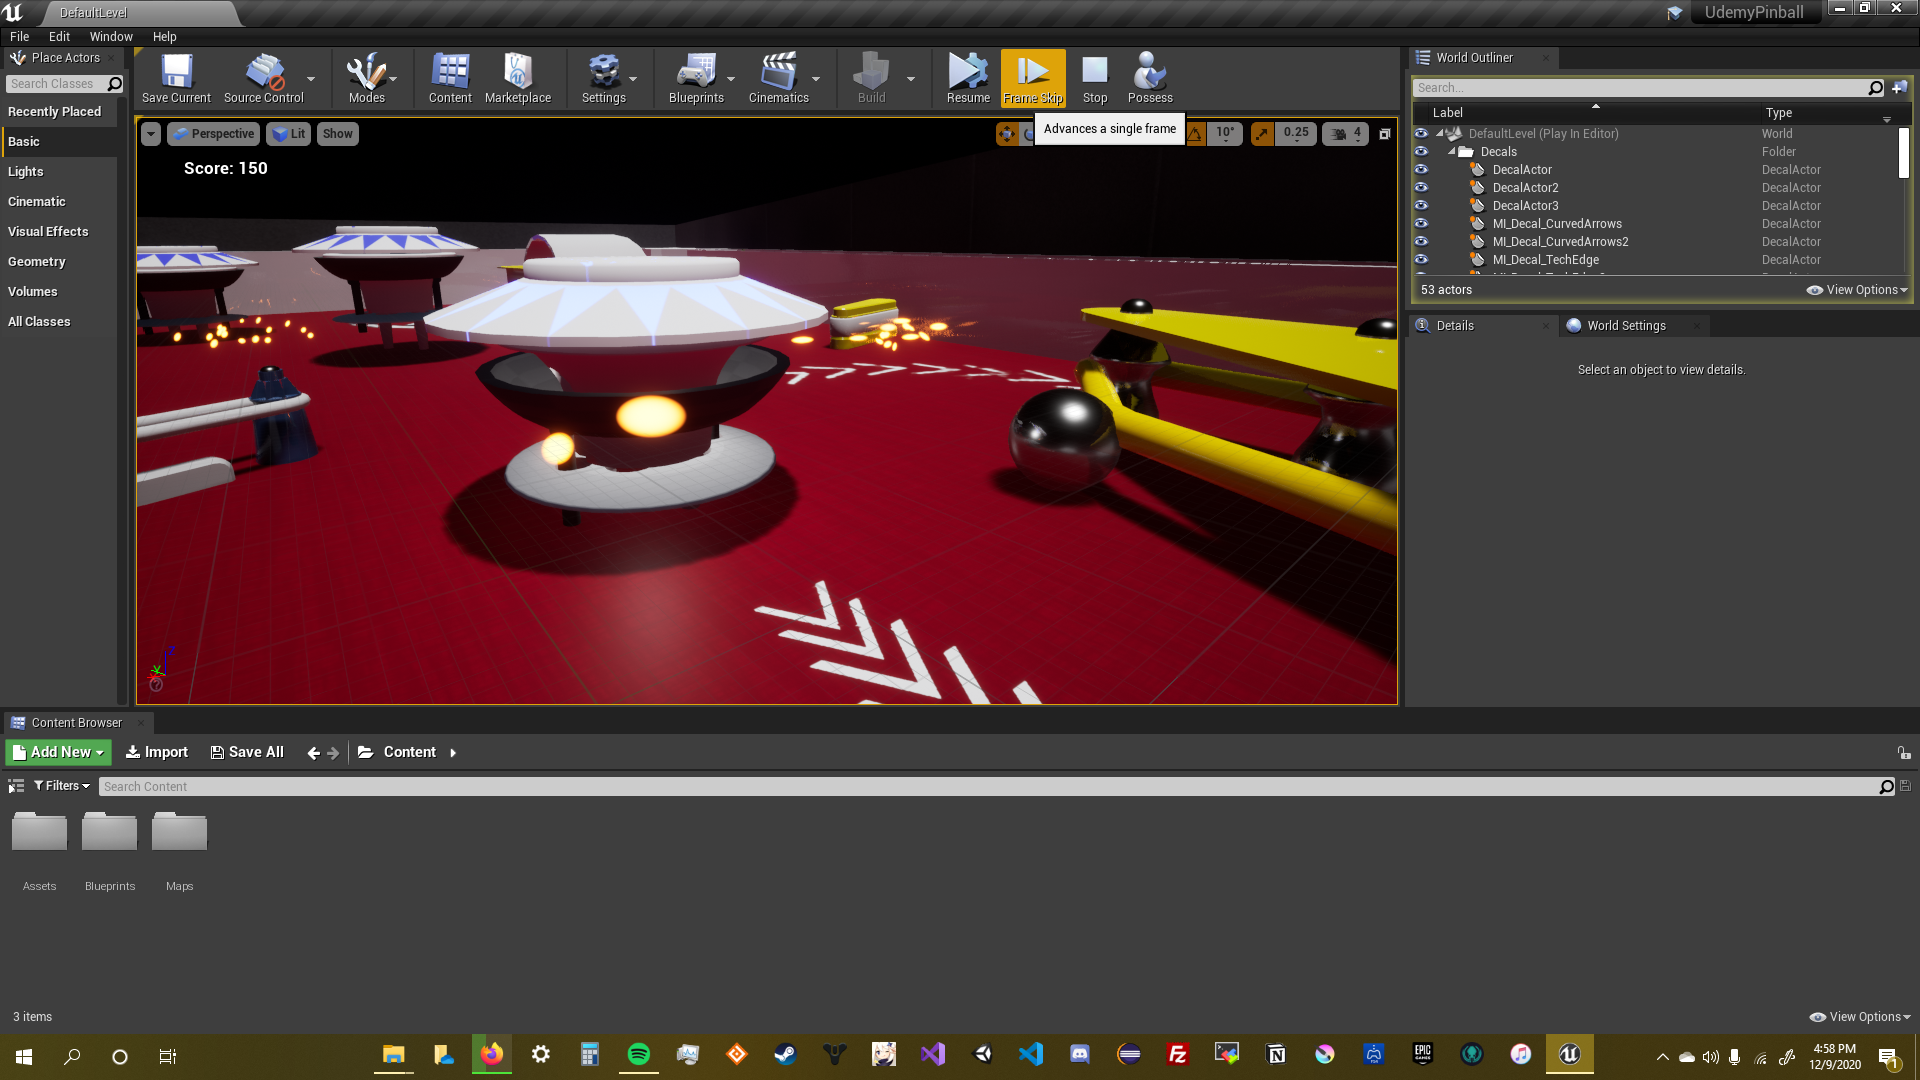 DefaultLevel
UdemyPinball
File Edit Window Help
Place Actors
Search Classes
Recently Placed
Basic
Lights
Cinematic
Visual Effects
Geometry
Volumes
All Classes
Save Current Source Control Modes Content Marketplace Settings Blueprints Cinematics Build Resume Frame Skip Stop Possess
Advances a single frame
Perspective Lit Show
10° 0.25 4
Score: 150
Z
Y
World Outliner
Search...
Label Type
DefaultLevel (Play In Editor) World
Decals Folder
DecalActor DecalActor
DecalActor2 DecalActor
DecalActor3 DecalActor
MI_Decal_CurvedArrows DecalActor
MI_Decal_CurvedArrows2 DecalActor
MI_Decal_TechEdge DecalActor
53 actors View Options
Details World Settings
Select an object to view details.
Content Browser
Add New Import Save All Content
Filters Search Content
Assets Blueprints Maps
3 items View Options
EPIC GAMES
4:58 PM
12/9/2020
1